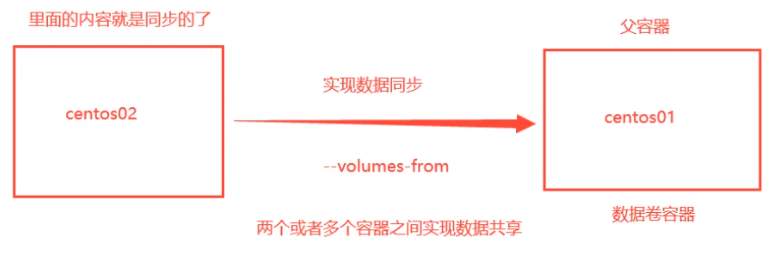 里面的内容就是同步的了
父容器
centos02
实现数据同步
centos01
--volumes-from
数据卷容器
两个或者多个容器之间实现数据共享